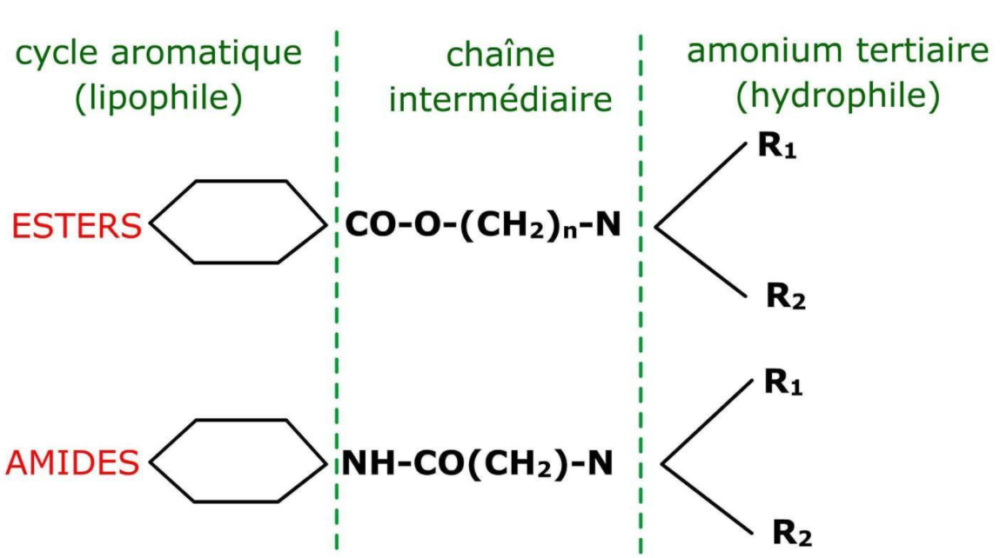 cycle aromatique
(lipophile)
chaîne
intermédiaire
amonium tertiaire
(hydrophile)
R₁
ESTERS
CO-O-(CH₂)ₙ-N
R₂
R₁
AMIDES
NH-CO(CH₂)-N
R₂